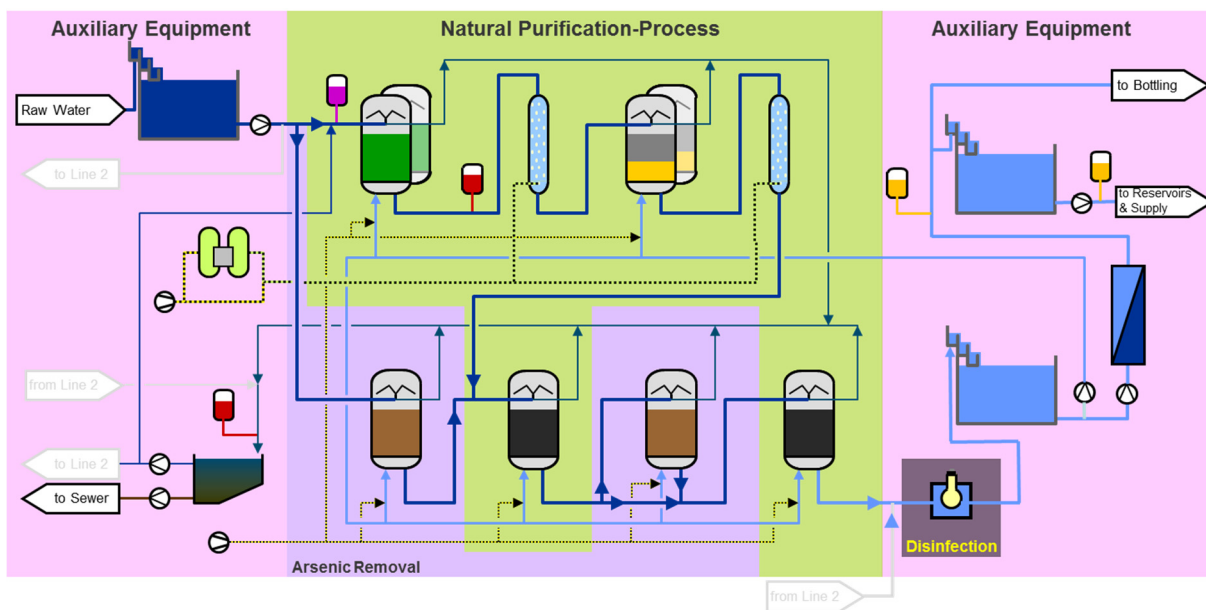 Auxiliary Equipment
Natural Purification-Process
Auxiliary Equipment
to Bottling
Raw Water
to Line 2
to Reservoirs
& Supply
from Line 2
to Line 2
to Sewer
Disinfection
Arsenic Removal
from Line 2